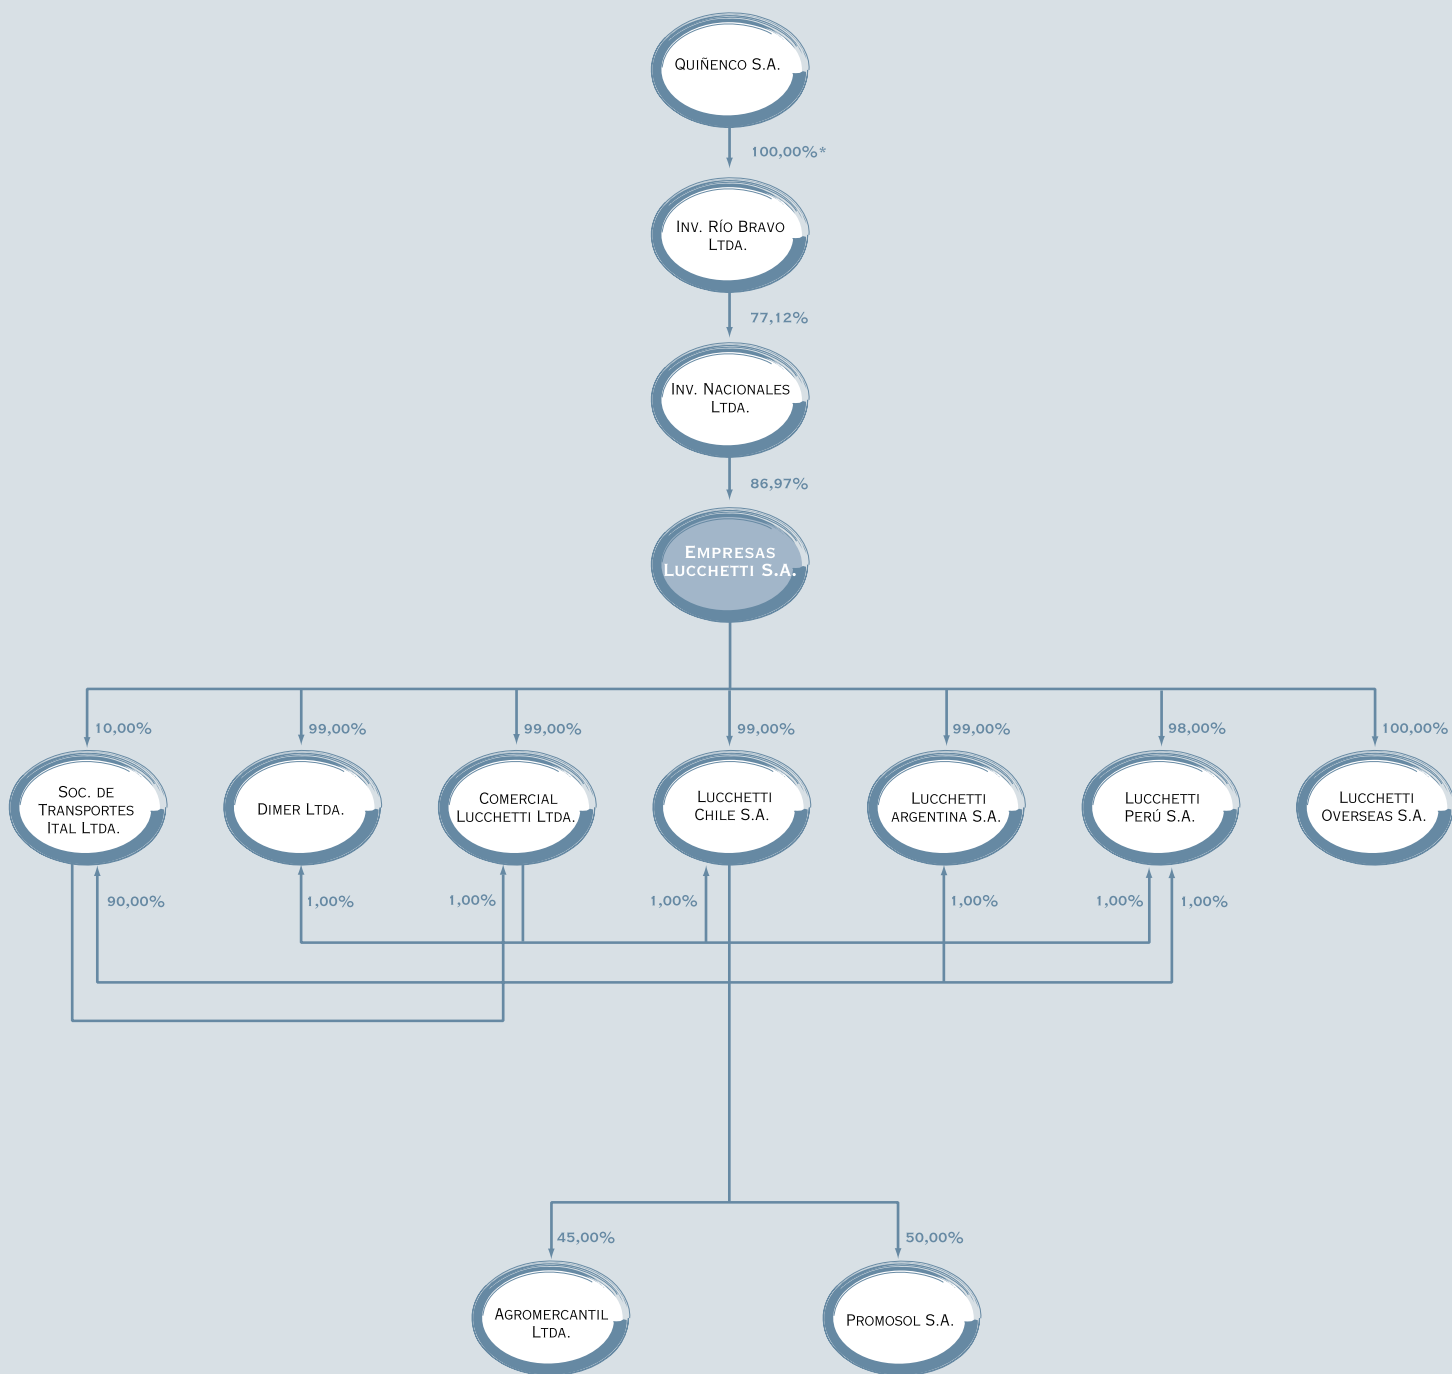 QUIÑENCO S.A.
100,00%*
INV. RÍO BRAVO
LTDA.
77,12%
INV. NACIONALES
LTDA.
86,97%
EMPRESAS
LUCCHETTI S.A.
10,00%
99,00%
99,00%
99,00%
99,00%
98,00%
100,00%
SOC. DE
TRANSPORTES
ITAL LTDA.
DIMER LTDA.
COMERCIAL
LUCCHETTI LTDA.
LUCCHETTI
CHILE S.A.
LUCCHETTI
ARGENTINA S.A.
LUCCHETTI
PERÚ S.A.
LUCCHETTI
OVERSEAS S.A.
90,00%
1,00%
1,00%
1,00%
1,00%
1,00%
1,00%
45,00%
50,00%
AGROMERCANTIL
LTDA.
PROMOSOL S.A.